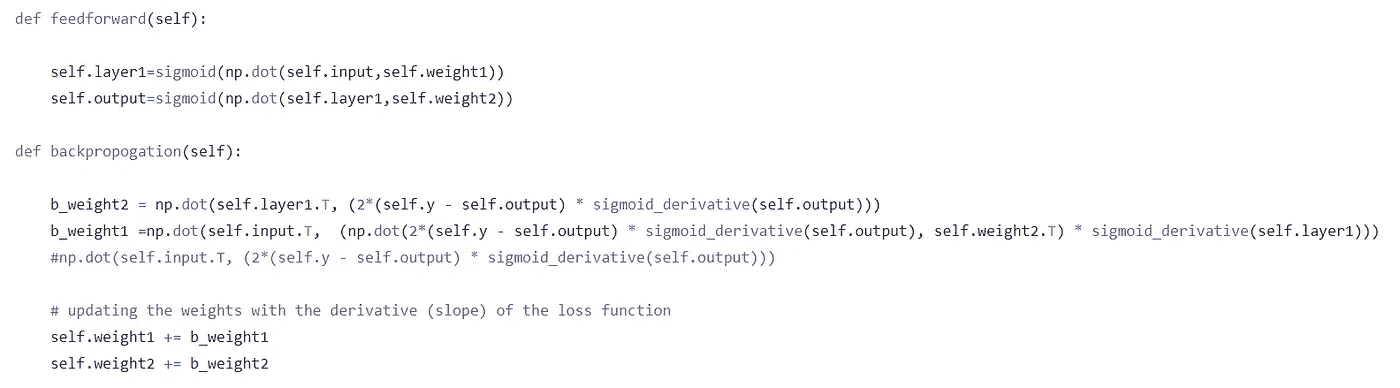 def feedforward(self):
self.layer1=sigmoid(np.dot(self.input,self.weight1))
self.output=sigmoid(np.dot(self.layer1,self.weight2))
def backpropogation(self):
b_weight2 = np.dot(self.layer1.T, (2*(self.y - self.output) * sigmoid_derivative(self.output)))
b_weight1 =np.dot(self.input.T,  (np.dot(2*(self.y - self.output) * sigmoid_derivative(self.output), self.weight2.T) * sigmoid_derivative(self.layer1)))
#np.dot(self.input.T, (2*(self.y - self.output) * sigmoid_derivative(self.output)))
# updating the weights with the derivative (slope) of the loss function
self.weight1 += b_weight1
self.weight2 += b_weight2